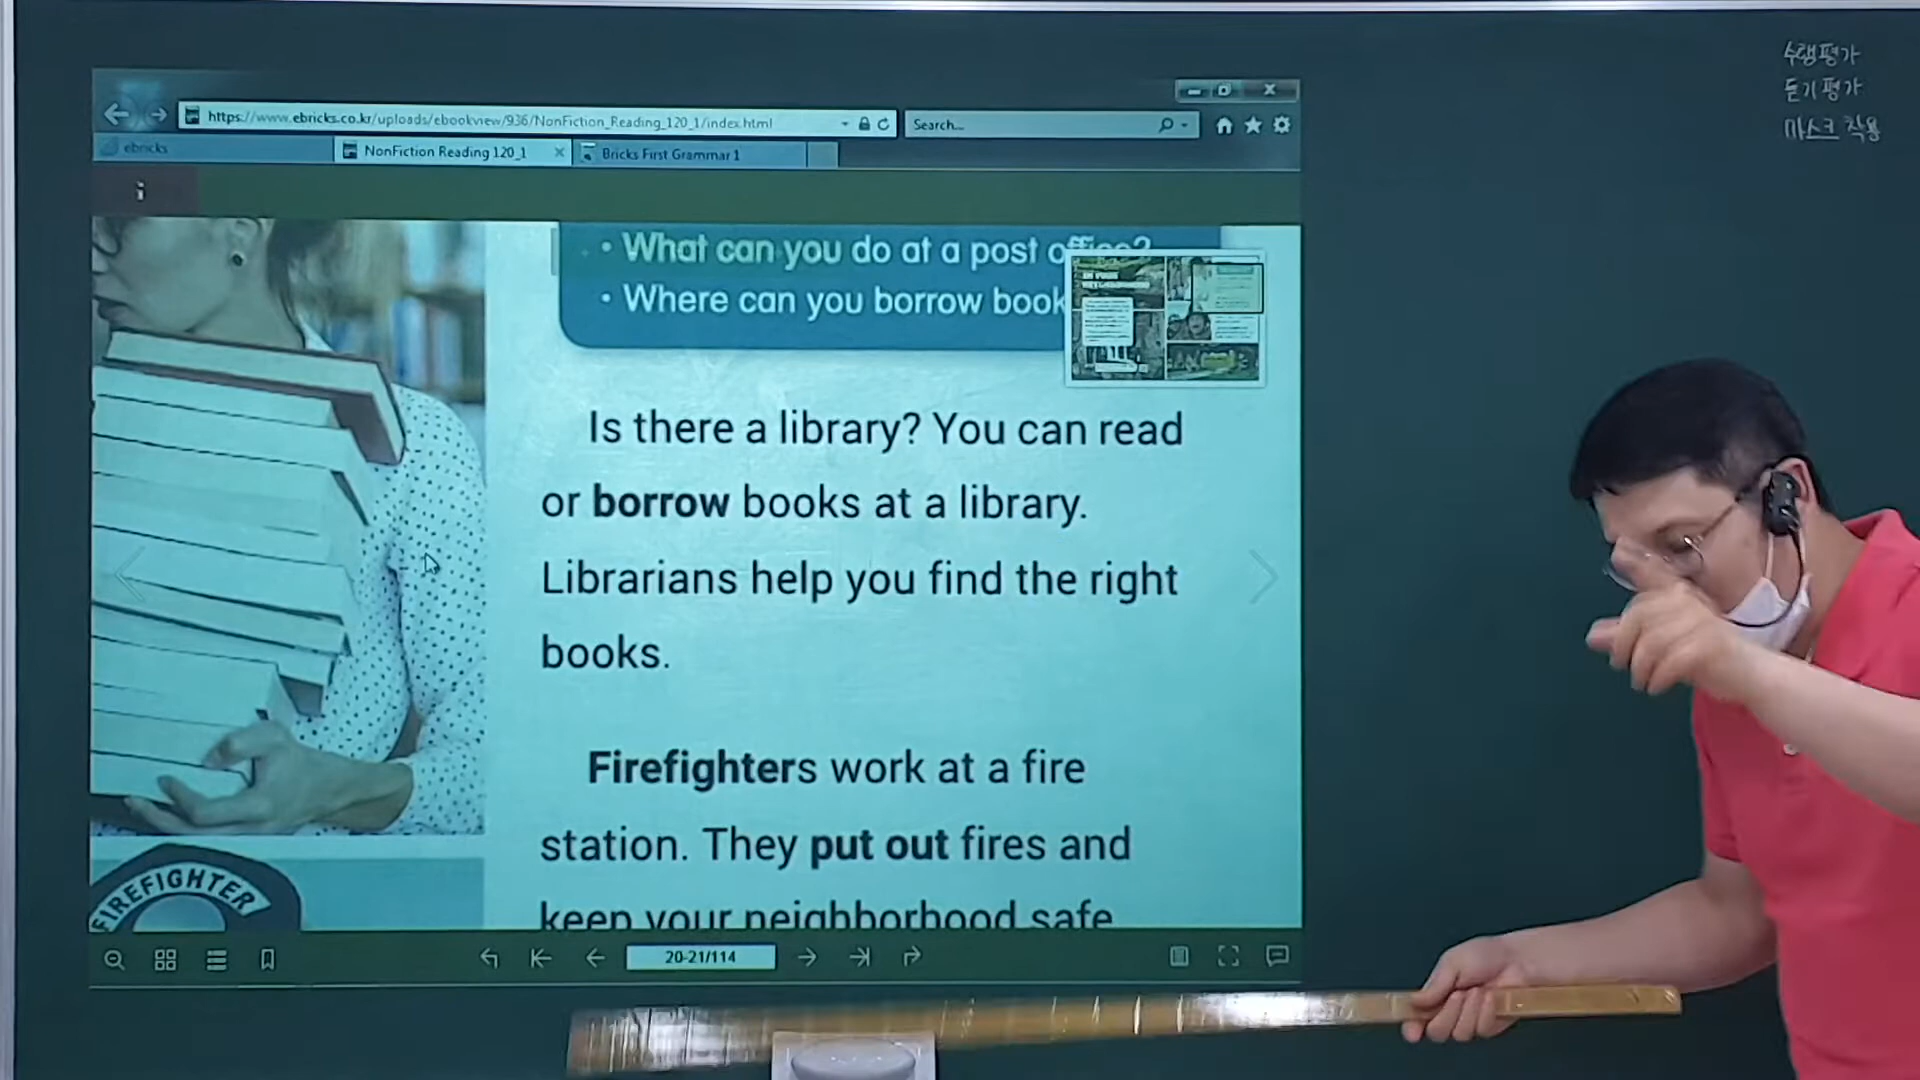 수행평가
듣기평가
마스크 착용
https://www.ebricks.co.kr/uploads/ebookview/936/NonFiction_Reading_120_1/index.html
Search...
ebricks
NonFiction Reading 120_1
Bricks First Grammar 1
i
• What can you do at a post office?
• Where can you borrow book
Is there a library? You can read
or borrow books at a library.
Librarians help you find the right
books.
Firefighters work at a fire
station. They put out fires and
keep your neighborhood safe
FIREFIGHTER
20-21/114